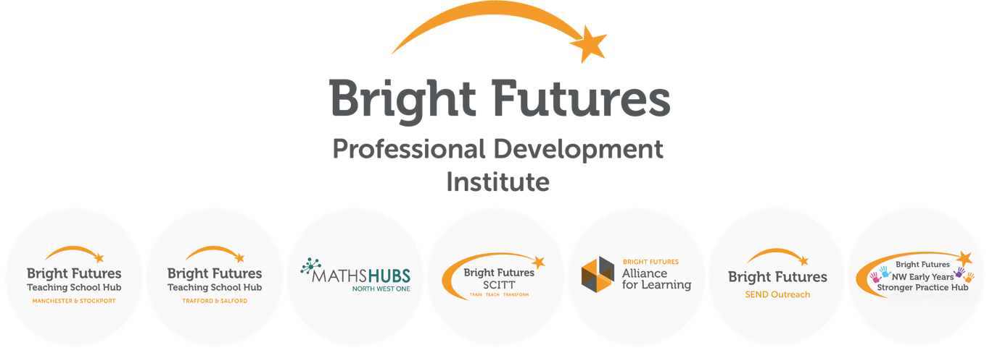 Bright Futures
Professional Development
Institute
Bright Futures
Teaching School Hub
MANCHESTER & STOCKPORT
Bright Futures
Teaching School Hub
TRAFFORD & SALFORD
MATHSHUBS
NORTH WEST ONE
Bright Futures
SCITT
TRAIN TEACH TRANSFORM
BRIGHT FUTURES
Alliance
for Learning
Bright Futures
SEND Outreach
Bright Futures
NW Early Years
Stronger Practice Hub